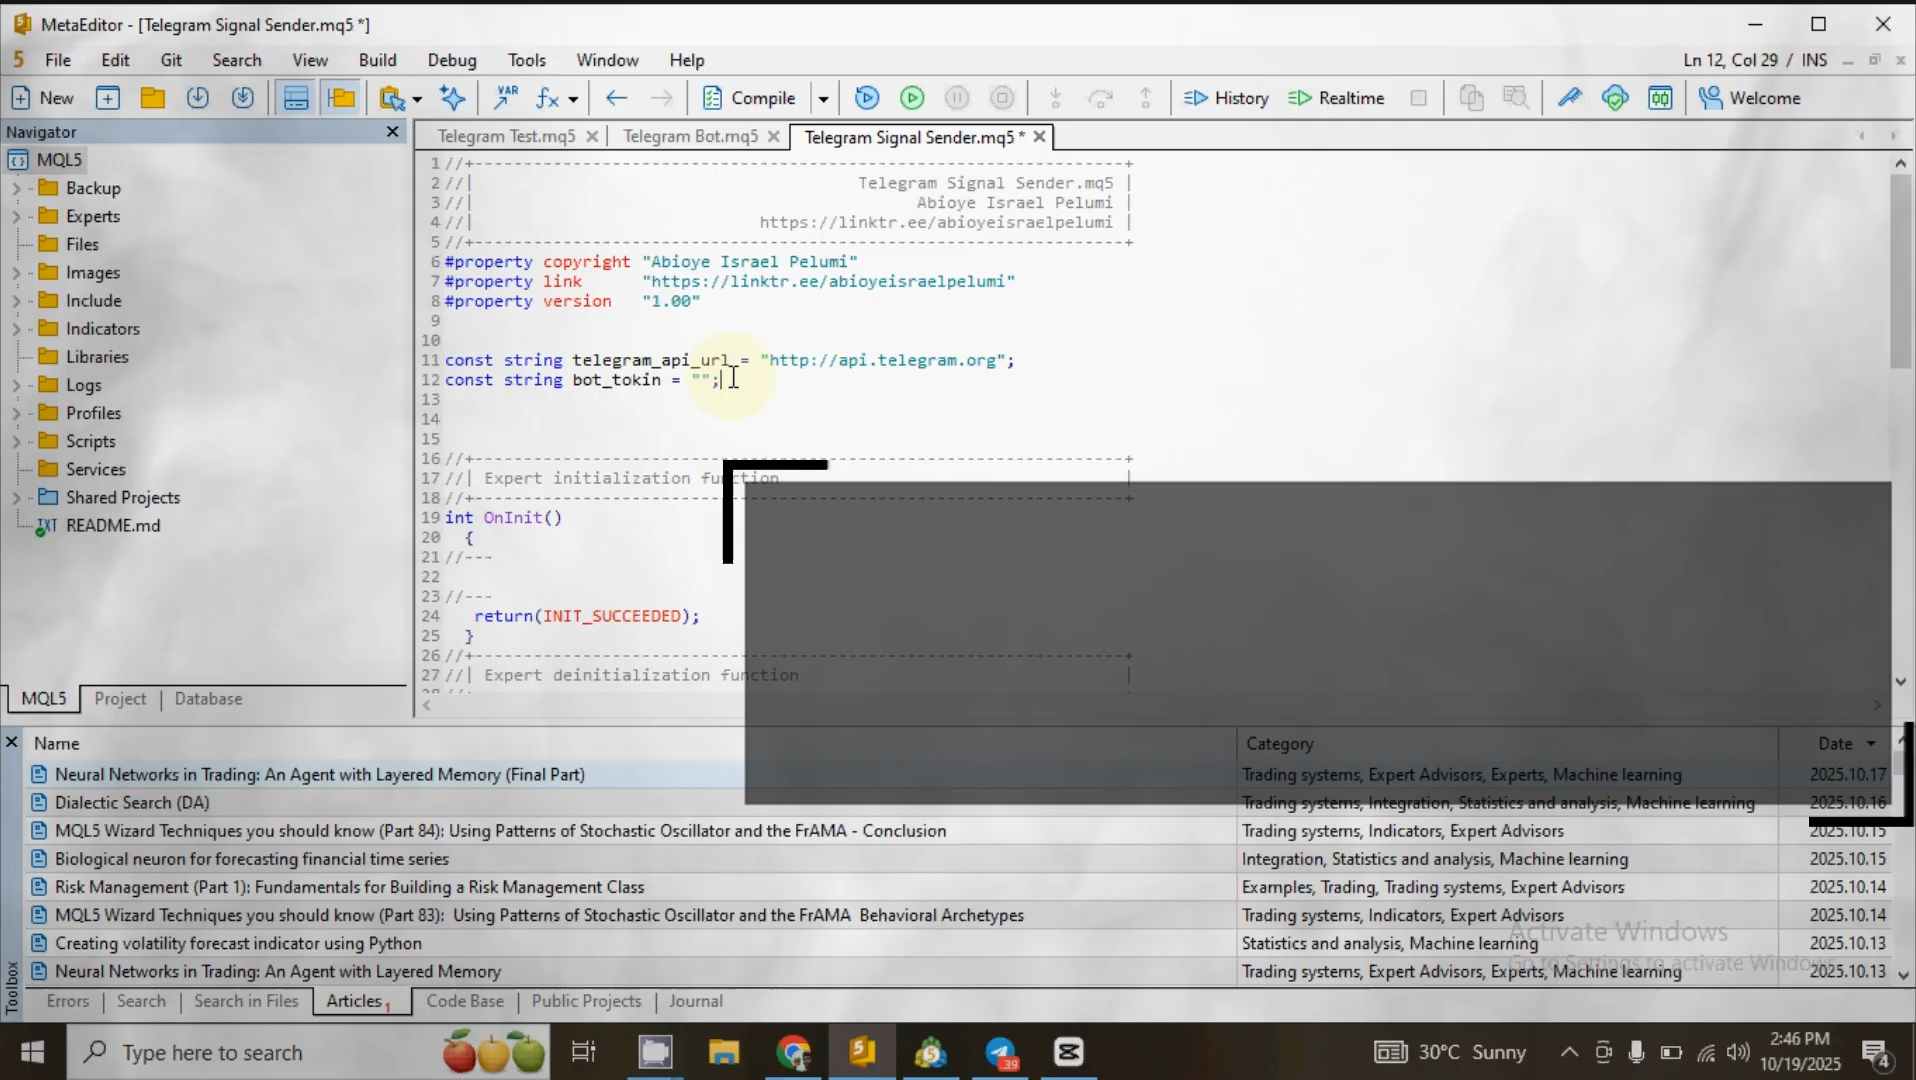 MetaEditor - [Telegram Signal Sender.mq5 *]
5 File Edit Git Search View Build Debug Tools Window Help
Ln 12, Col 29 / INS
New VAR fx Compile History Realtime Welcome
Navigator
MQL5
Backup
Experts
Files
Images
Include
Indicators
Libraries
Logs
Profiles
Scripts
Services
Shared Projects
TXT README.md
MQL5 Project Database
Telegram Test.mq5 Telegram Bot.mq5 Telegram Signal Sender.mq5 *
1 //+------------------------------------------------------------------+
2 //| Telegram Signal Sender.mq5 |
3 //| Abioye Israel Pelumi |
4 //| https://linktr.ee/abioyeisraelpelumi |
5 //+------------------------------------------------------------------+
6 #property copyright "Abioye Israel Pelumi"
7 #property link "https://linktr.ee/abioyeisraelpelumi"
8 #property version "1.00"
9
10
11 const string telegram_api_url = "http://api.telegram.org";
12 const string bot_tokin = "";
13
14
15
16 //+------------------------------------------------------------------+
17 //| Expert initialization function |
18 //+------------------------------------------------------------------+
19 int OnInit()
20 {
21 //---
22
23 //---
24 return(INIT_SUCCEEDED);
25 }
26 //+------------------------------------------------------------------+
27 //| Expert deinitialization function |
Name Category Date
Neural Networks in Trading: An Agent with Layered Memory (Final Part) Trading systems, Expert Advisors, Experts, Machine learning 2025.10.17
Dialectic Search (DA) Trading systems, Integration, Statistics and analysis, Machine learning 2025.10.16
MQL5 Wizard Techniques you should know (Part 84): Using Patterns of Stochastic Oscillator and the FrAMA - Conclusion Trading systems, Indicators, Expert Advisors 2025.10.15
Biological neuron for forecasting financial time series Integration, Statistics and analysis, Machine learning 2025.10.15
Risk Management (Part 1): Fundamentals for Building a Risk Management Class Examples, Trading, Trading systems, Expert Advisors 2025.10.14
MQL5 Wizard Techniques you should know (Part 83): Using Patterns of Stochastic Oscillator and the FrAMA Behavioral Archetypes Trading systems, Indicators, Expert Advisors 2025.10.14
Creating volatility forecast indicator using Python Statistics and analysis, Machine learning 2025.10.13
Neural Networks in Trading: An Agent with Layered Memory Trading systems, Expert Advisors, Experts, Machine learning 2025.10.13
Activate Windows
Go to Settings to activate Windows.
Toolbox
Errors Search Search in Files Articles 1 Code Base Public Projects Journal
Type here to search
39
30°C Sunny
2:46 PM
10/19/2025
4